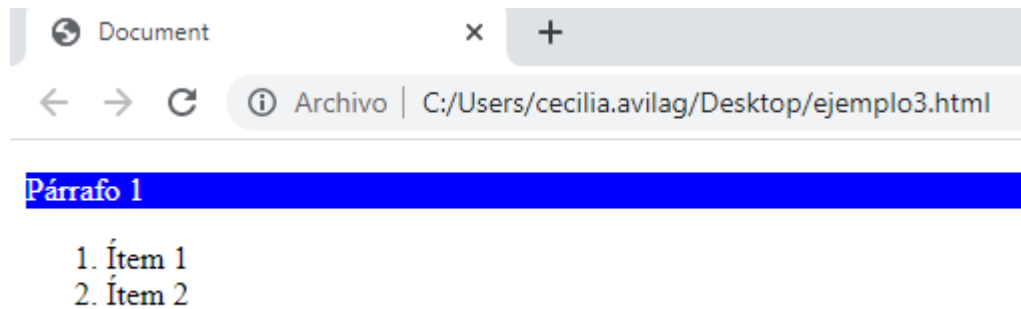 Document
Archivo | C:/Users/cecilia.avilag/Desktop/ejemplo3.html
Párrafo 1
1. Ítem 1
2. Ítem 2